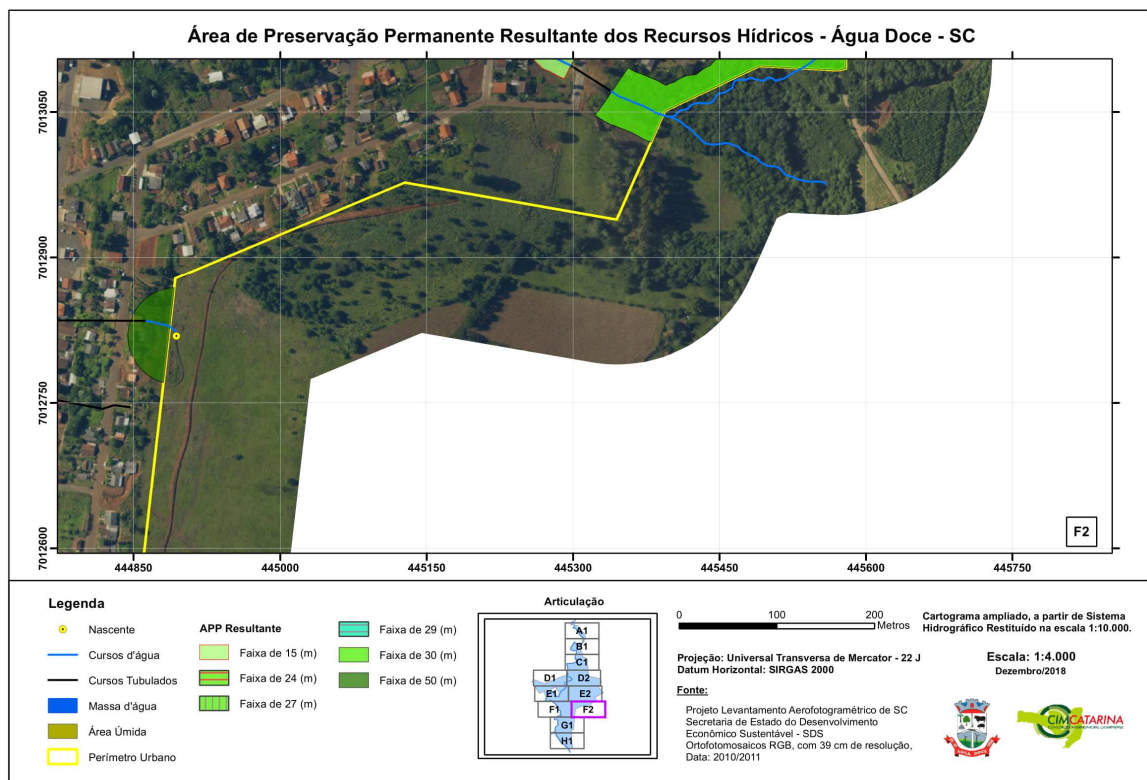 Área de Preservação Permanente Resultante dos Recursos Hídricos - Água Doce - SC
7013050
7012900
7012750
7012600
F2
444850
445000
445150
445300
445450
445600
445750
Legenda
Nascente
Cursos d'água
Cursos Tubulados
Massa d'água
Área Úmida
Perímetro Urbano
APP Resultante
Faixa de 15 (m)
Faixa de 24 (m)
Faixa de 27 (m)
Faixa de 29 (m)
Faixa de 30 (m)
Faixa de 50 (m)
Articulação
A1
B1
C1
D1
D2
E1
E2
F1
F2
G1
H1
0
100
200
Metros
Projeção: Universal Transversa de Mercator - 22 J
Datum Horizontal: SIRGAS 2000
Fonte:
Projeto Levantamento Aerofotogramétrico de SC
Secretaria de Estado do Desenvolvimento
Econômico Sustentável - SDS
Ortofotomosaicos RGB, com 39 cm de resolução,
Data: 2010/2011
Cartograma ampliado, a partir de Sistema
Hidrográfico Restituído na escala 1:10.000.
Escala: 1:4.000
Dezembro/2018
ÁGUA DOCE
CIMCATARINA